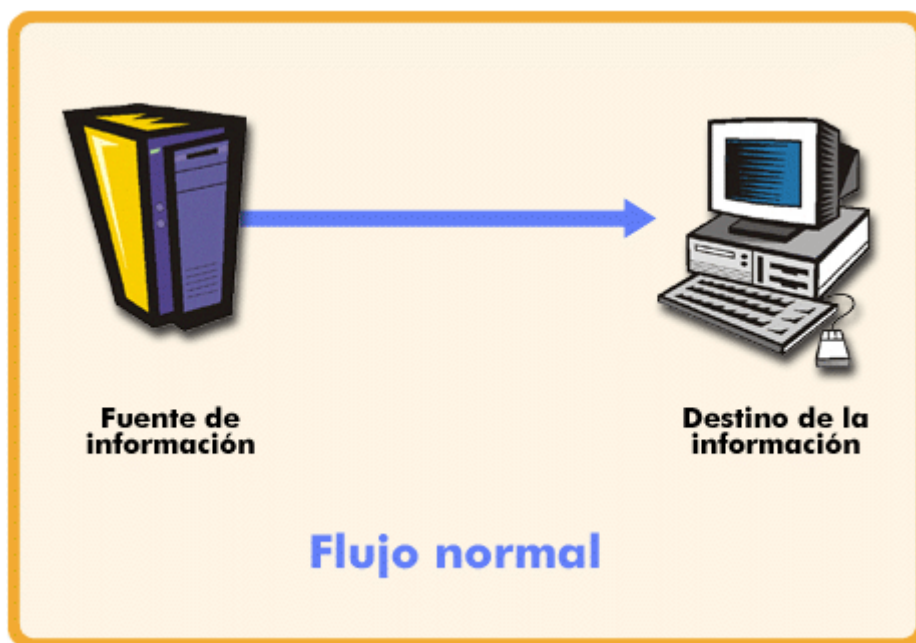 Fuente de
información
Destino de la
información
Flujo normal